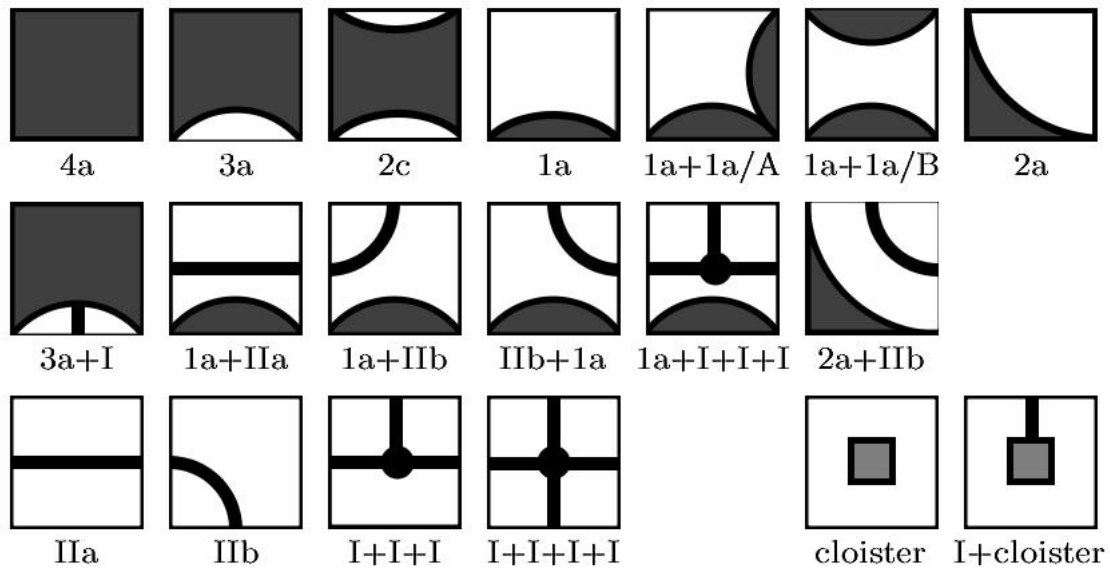 4a 3a 2c 1a 1a+1a/A 1a+1a/B 2a
3a+I 1a+IIa 1a+IIb IIb+1a 1a+I+I+I 2a+IIb
IIa IIb I+I+I I+I+I+I cloister I+cloister